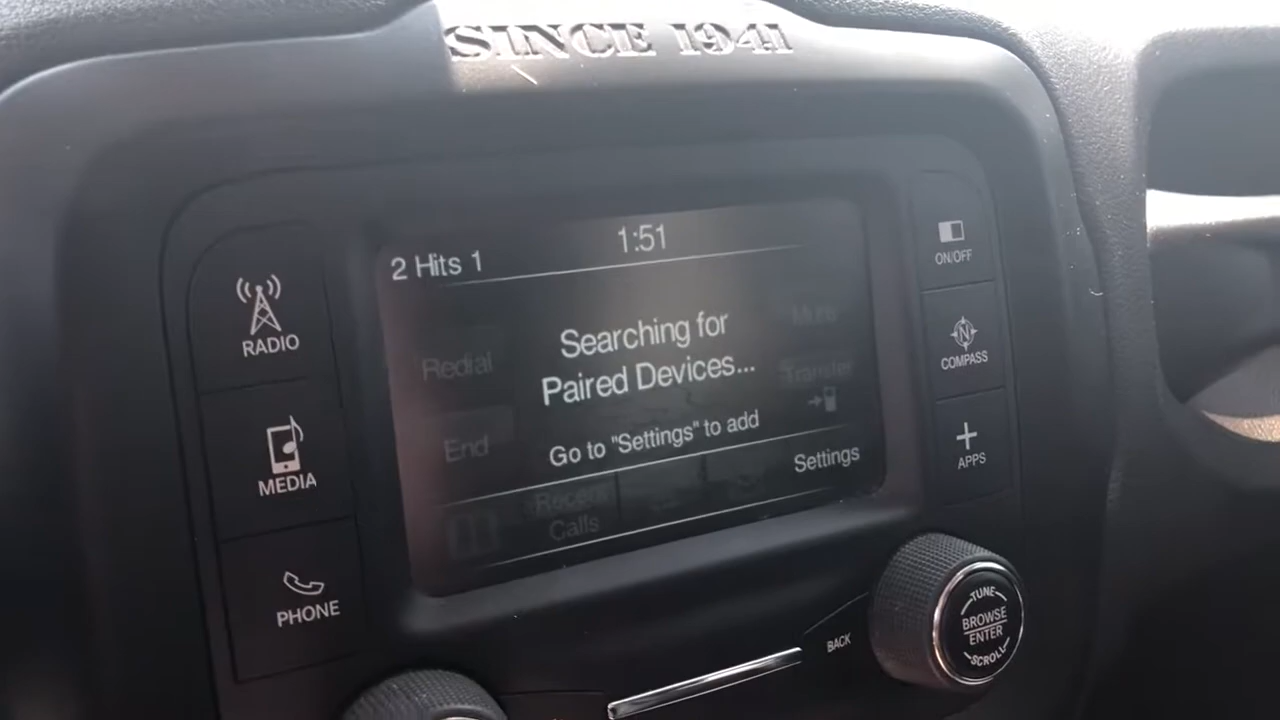 SINCE 1941
2 Hits 1
1:51
RADIO
MEDIA
PHONE
Redial
End
Searching for
Paired Devices...
Go to "Settings" to add
Mute
Transfer
Settings
Recent
Calls
ON/OFF
N
COMPASS
APPS
BACK
TUNE
BROWSE
ENTER
SCROLL